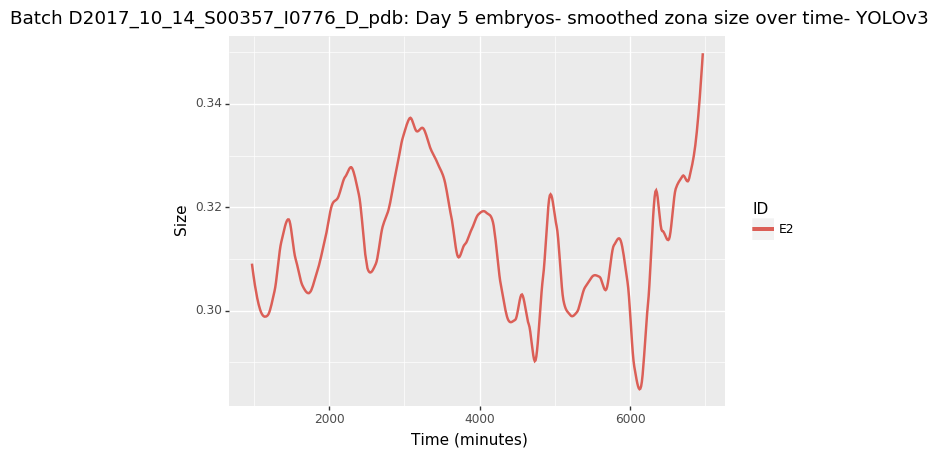 Batch D2017_10_14_S00357_I0776_D_pdb: Day 5 embryos- smoothed zona size over time- YOLOv3
0.34
0.32
0.30
Size
2000 4000 6000
Time (minutes)
ID
E2